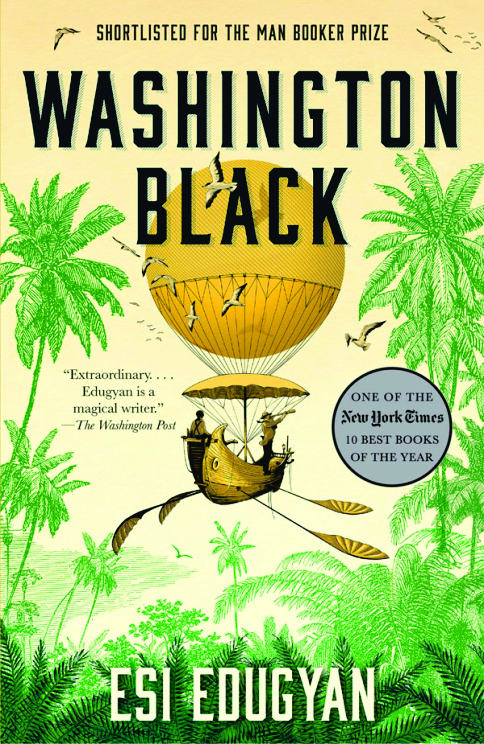 SHORTLISTED FOR THE MAN BOOKER PRIZE
WASHINGTON
BLACK
“Extraordinary. . . .
Edugyan is a
magical writer.”
—The Washington Post
ONE OF THE
New York Times
10 BEST BOOKS
OF THE YEAR
ESI EDUGYAN